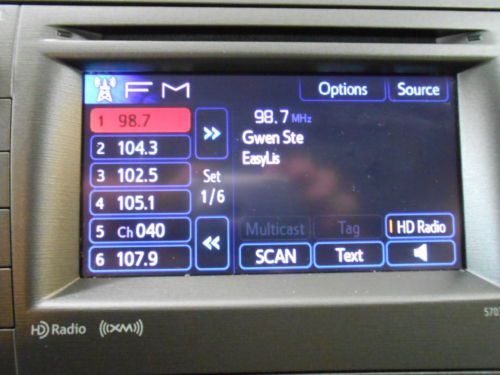 FM
Options
Source
1 98.7
2 104.3
3 102.5
4 105.1
5 Ch 040
6 107.9
Set
1/6
98.7 MHz
Gwen Ste
EasyLis
Multicast
Tag
HD Radio
SCAN
Text
HD Radio
((XM))